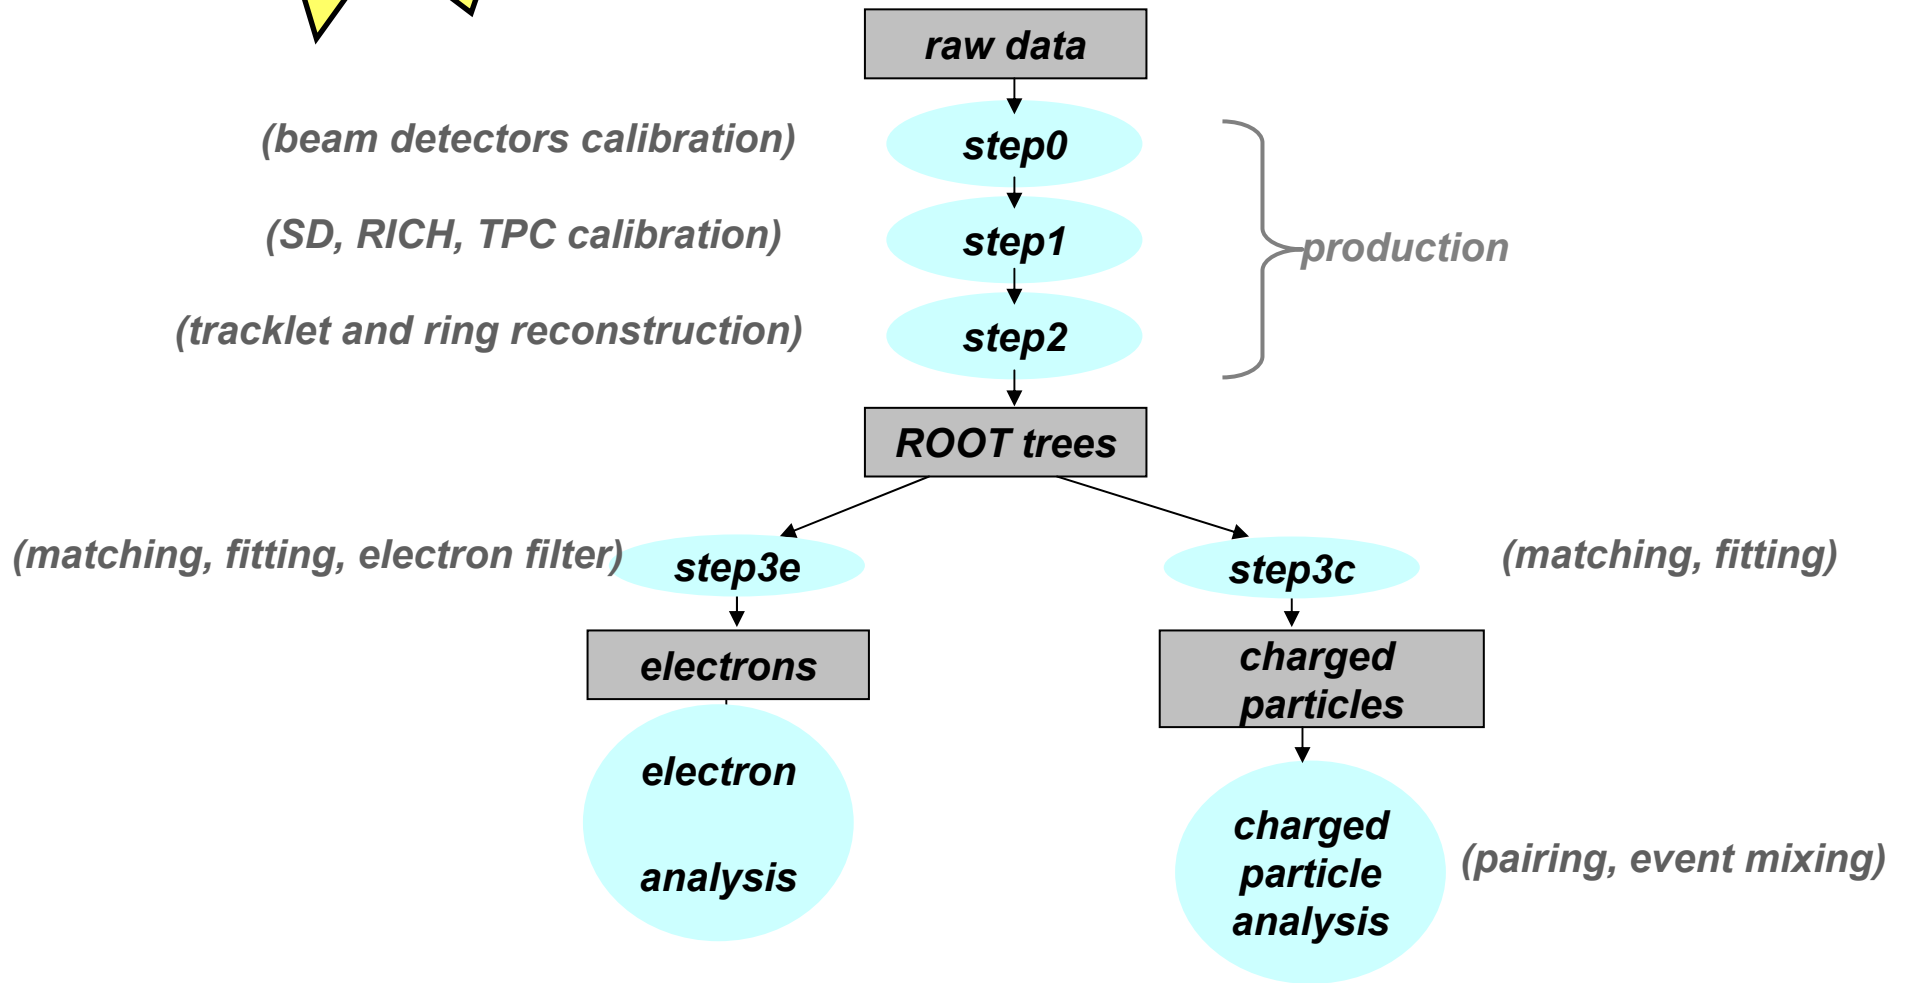 raw data
(beam detectors calibration)
step0
(SD, RICH, TPC calibration)
step1
production
(tracklet and ring reconstruction)
step2
ROOT trees
(matching, fitting, electron filter)
step3e
step3c
(matching, fitting)
electrons
charged
particles
electron
analysis
charged
particle
analysis
(pairing, event mixing)